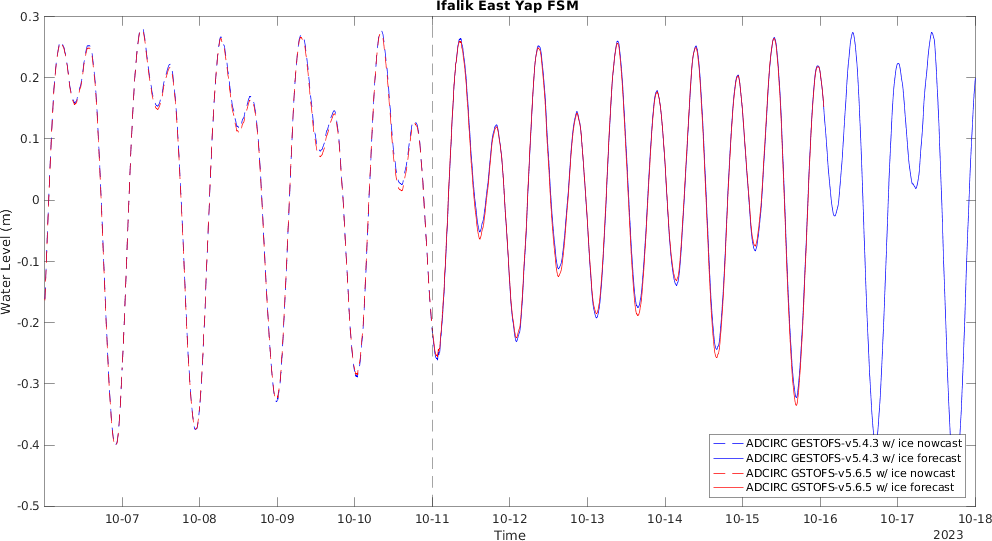 Ifalik East Yap FSM
0.3
0.2
0.1
0
-0.1
-0.2
-0.3
-0.4
-0.5
Water Level (m)
10-07 10-08 10-09 10-10 10-11 10-12 10-13 10-14 10-15 10-16 10-17 10-18
Time
2023
ADCIRC GESTOFS-v5.4.3 w/ ice nowcast
ADCIRC GESTOFS-v5.4.3 w/ ice forecast
ADCIRC GSTOFS-v5.6.5 w/ ice nowcast
ADCIRC GSTOFS-v5.6.5 w/ ice forecast